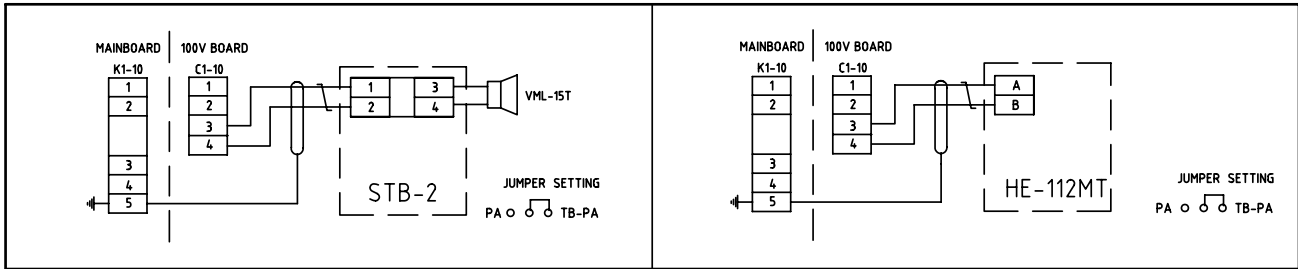 MAINBOARD 100V BOARD
K1-10 C1-10
1 1 1 3
2 2 2 4 VML-15T
3
4
3
4
5
STB-2
JUMPER SETTING
PA TB-PA
MAINBOARD 100V BOARD
K1-10 C1-10
1 1 A
2 2 B
3
4
3
4
5
HE-112MT
JUMPER SETTING
PA TB-PA